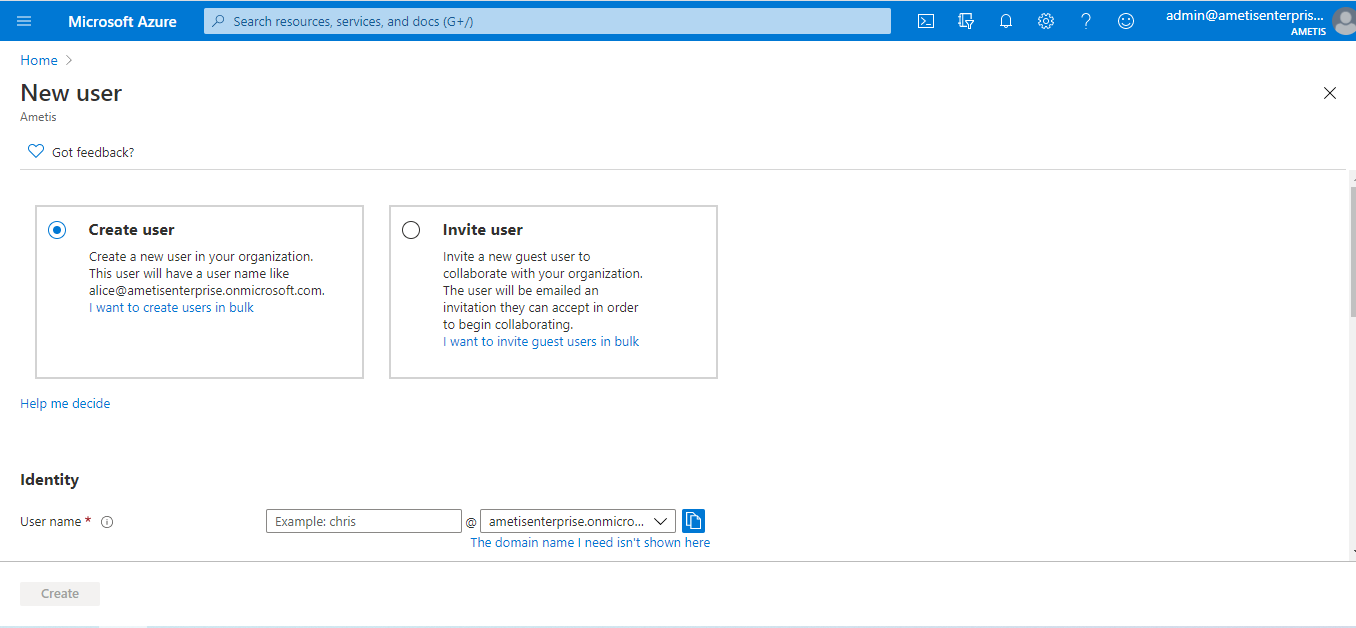 Microsoft Azure
Search resources, services, and docs (G+/)
admin@ametisenterpris...
AMETIS
Home
New user
Ametis
Got feedback?
Create user
Create a new user in your organization.
This user will have a user name like
alice@ametisenterprise.onmicrosoft.com.
I want to create users in bulk
Invite user
Invite a new guest user to
collaborate with your organization.
The user will be emailed an
invitation they can accept in order
to begin collaborating.
I want to invite guest users in bulk
Help me decide
Identity
User name *
Example: chris
@
ametisenterprise.onmicro...
The domain name I need isn't shown here
Create